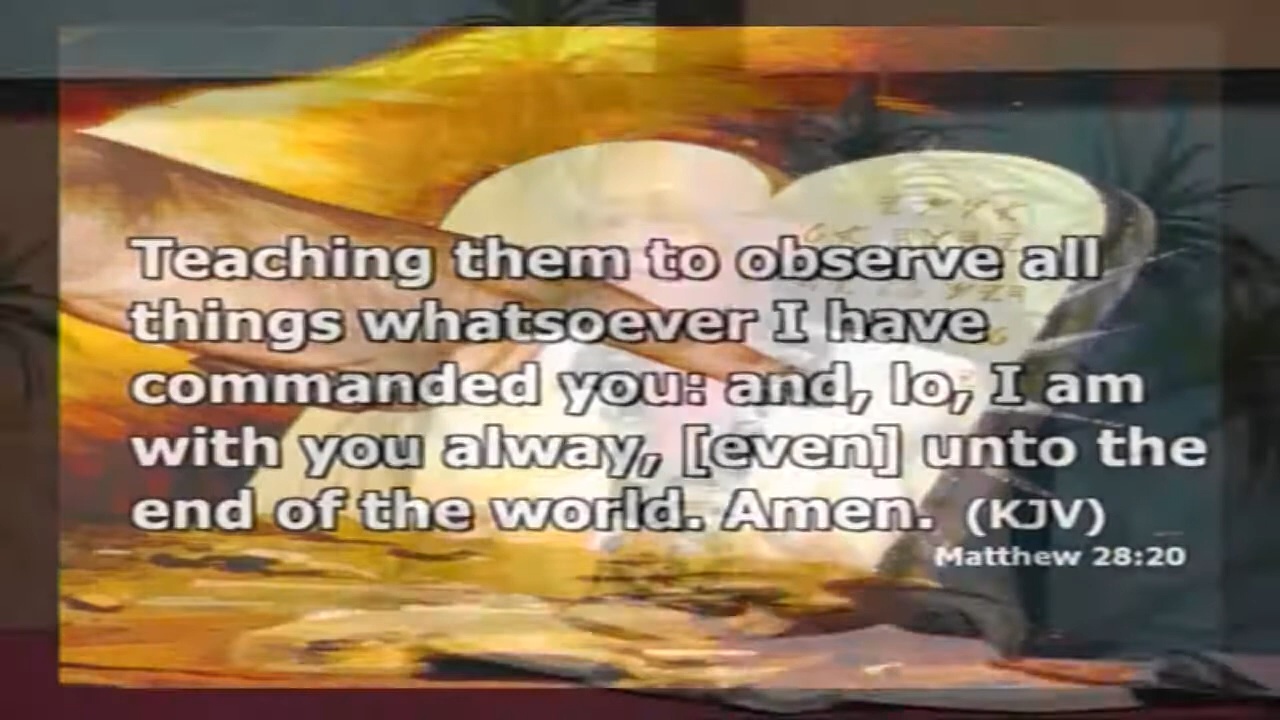 Teaching them to observe all
things whatsoever I have
commanded you: and, lo, I am
with you alway, [even] unto the
end of the world. Amen. (KJV)
Matthew 28:20